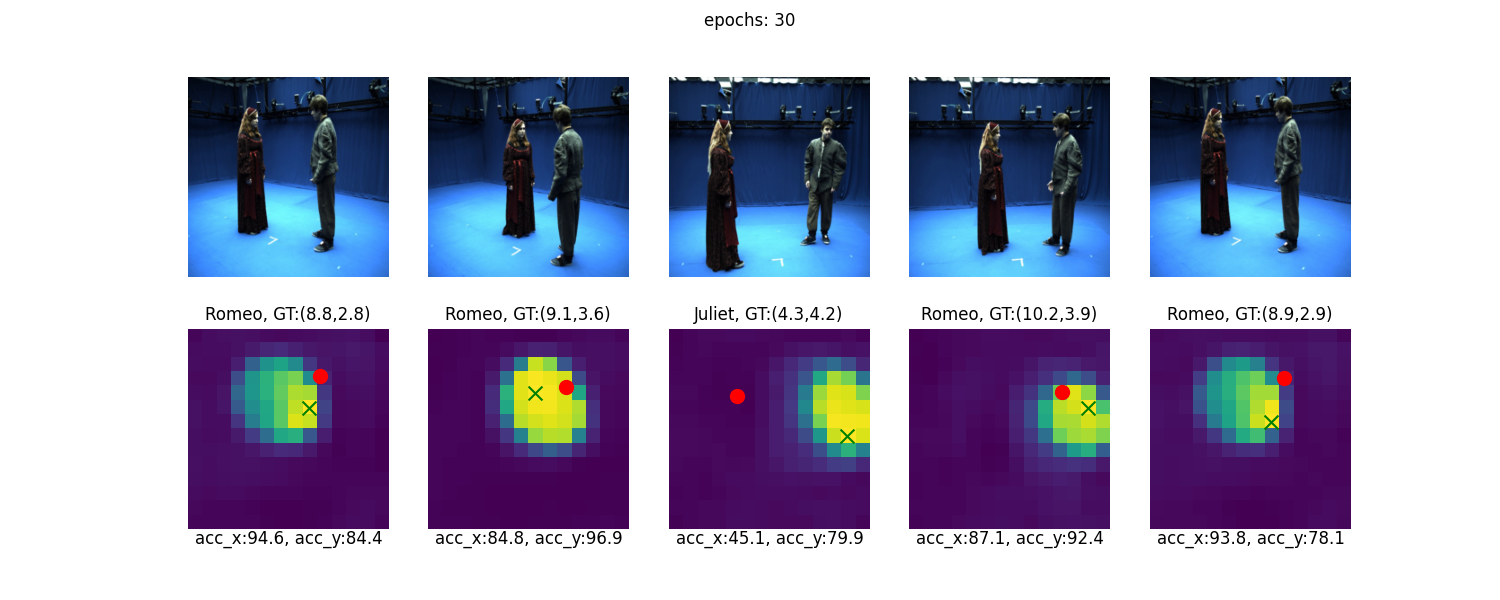 epochs: 30
Romeo, GT:(8.8,2.8)
Romeo, GT:(9.1,3.6)
Juliet, GT:(4.3,4.2)
Romeo, GT:(10.2,3.9)
Romeo, GT:(8.9,2.9)
acc_x:94.6, acc_y:84.4
acc_x:84.8, acc_y:96.9
acc_x:45.1, acc_y:79.9
acc_x:87.1, acc_y:92.4
acc_x:93.8, acc_y:78.1